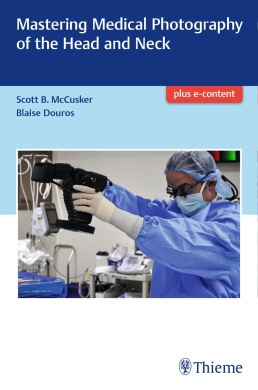 Mastering Medical Photography
of the Head and Neck
plus e-content
Scott B. McCusker
Blaise Douros
Thieme